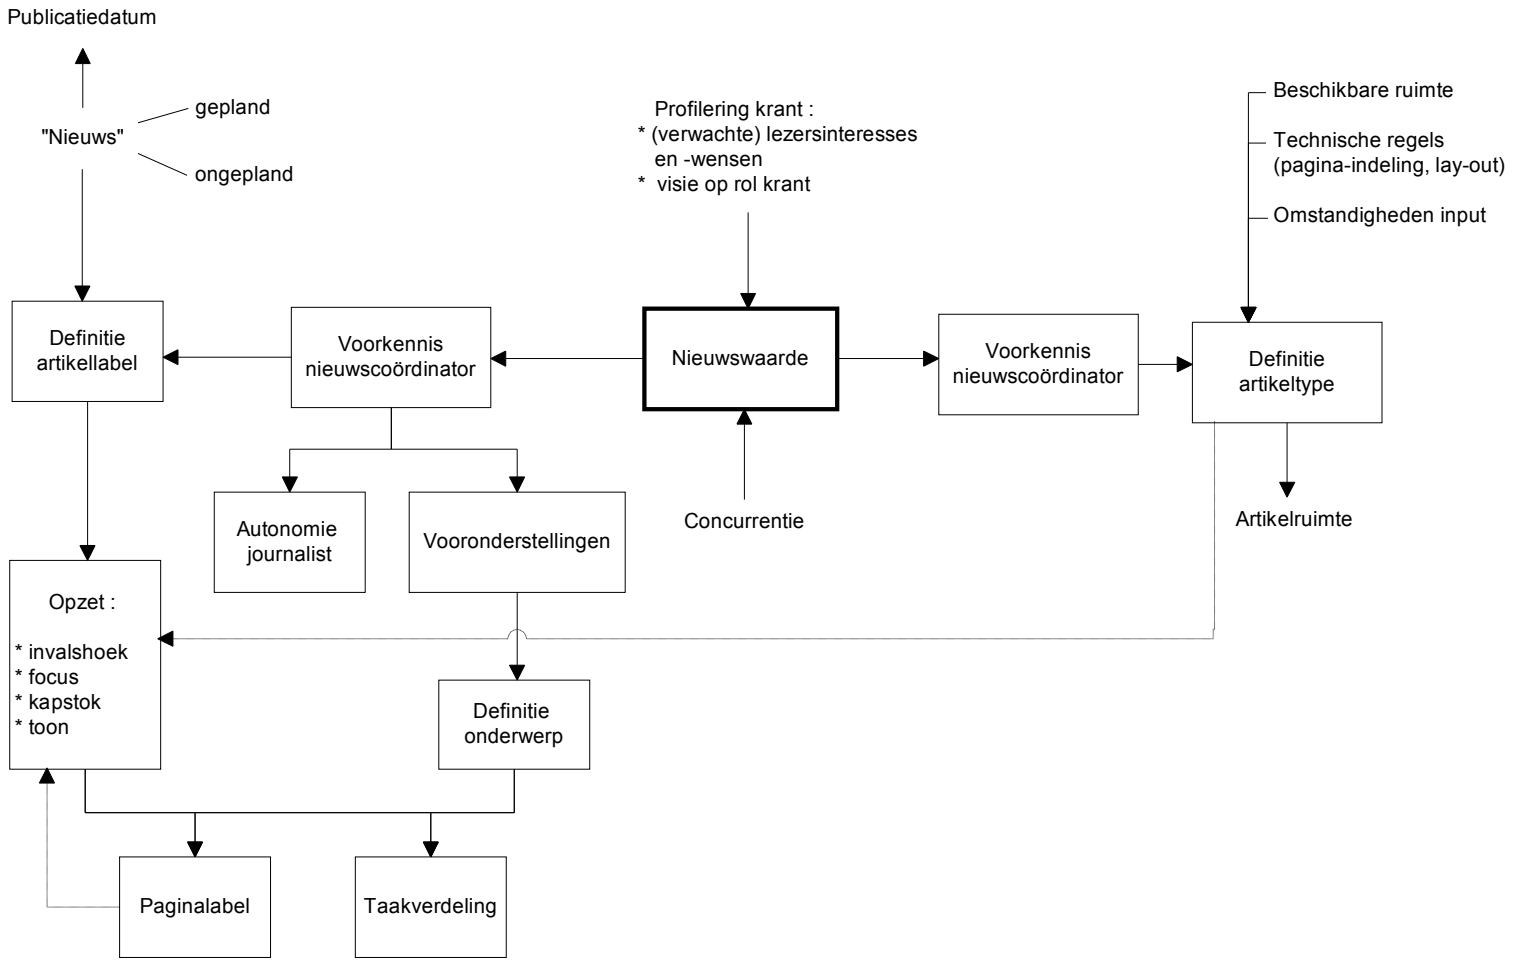 Publicatiedatum
gepland
"Nieuws"
ongepland
Profilering krant :
* (verwachte) lezersinteresses
en -wensen
* visie op rol krant
Beschikbare ruimte
Technische regels
(pagina-indeling, lay-out)
Omstandigheden input
Definitie
artikellabel
Voorkennis
nieuwscoördinator
Nieuwswaarde
Voorkennis
nieuwscoördinator
Definitie
artikeltype
Autonomie
journalist
Vooronderstellingen
Concurrentie
Artikelruimte
Opzet :
* invalshoek
* focus
* kapstok
* toon
Definitie
onderwerp
Paginalabel
Taakverdeling